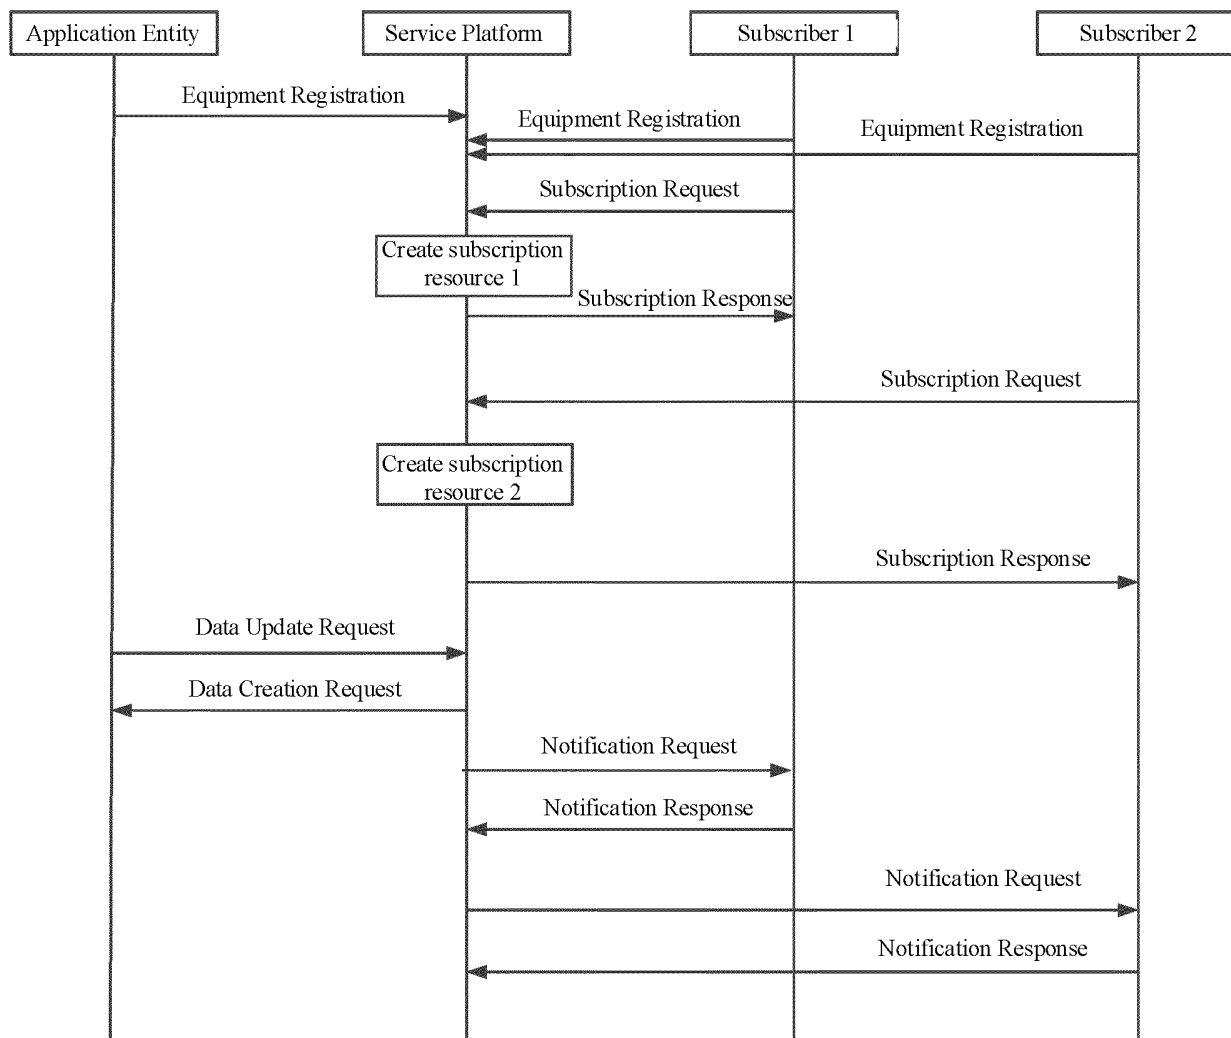 Application Entity
Service Platform
Subscriber 1
Subscriber 2
Equipment Registration
Equipment Registration
Equipment Registration
Subscription Request
Create subscription
resource 1
Subscription Response
Subscription Request
Create subscription
resource 2
Subscription Response
Data Update Request
Data Creation Request
Notification Request
Notification Response
Notification Request
Notification Response